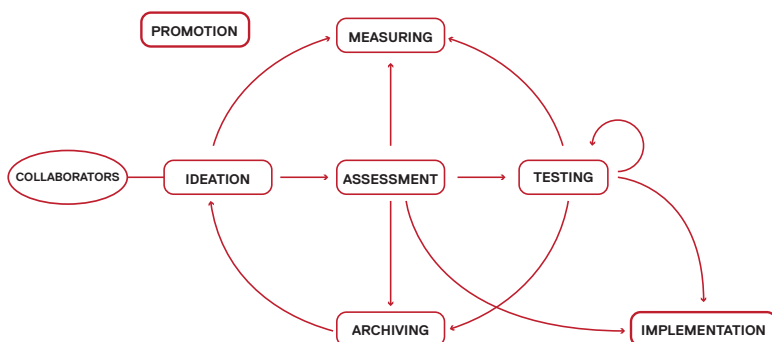 PROMOTION
MEASURING
COLLABORATORS
IDEATION
ASSESSMENT
TESTING
ARCHIVING
IMPLEMENTATION